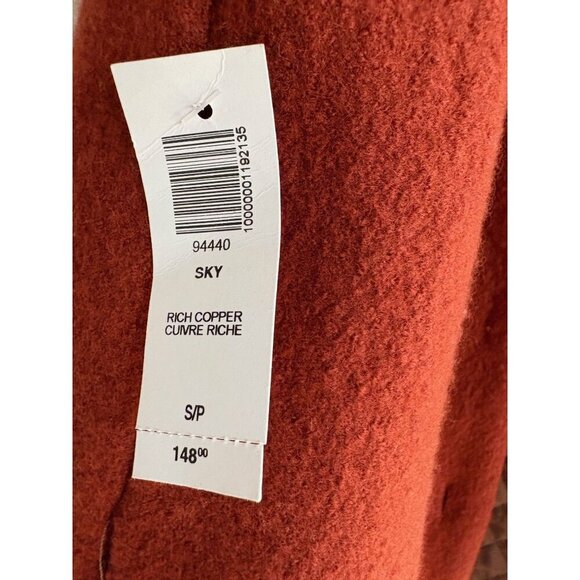 10000001192135
94440
SKY
RICH COPPER
CUIVRE RICHE
S/P
148⁰⁰